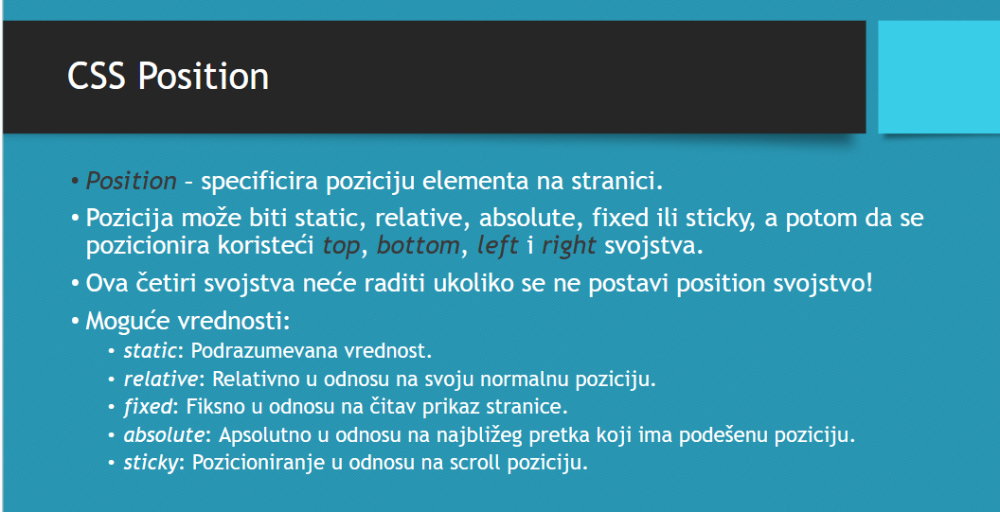 CSS Position
• Position – specificira poziciju elementa na stranici.
• Pozicija može biti static, relative, absolute, fixed ili sticky, a potom da se
pozicionira koristeći top, bottom, left i right svojstva.
• Ova četiri svojstva neće raditi ukoliko se ne postavi position svojstvo!
• Moguće vrednosti:
• static: Podrazumevana vrednost.
• relative: Relativno u odnosu na svoju normalnu poziciju.
• fixed: Fiksno u odnosu na čitav prikaz stranice.
• absolute: Apsolutno u odnosu na najbližeg pretka koji ima podešenu poziciju.
• sticky: Pozicioniranje u odnosu na scroll poziciju.